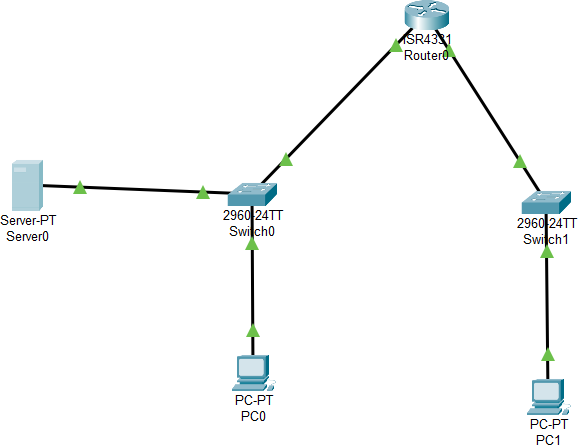 ISR4331
Router0
Server-PT
Server0
2960-24TT
Switch0
2960-24TT
Switch1
PC-PT
PC0
PC-PT
PC1